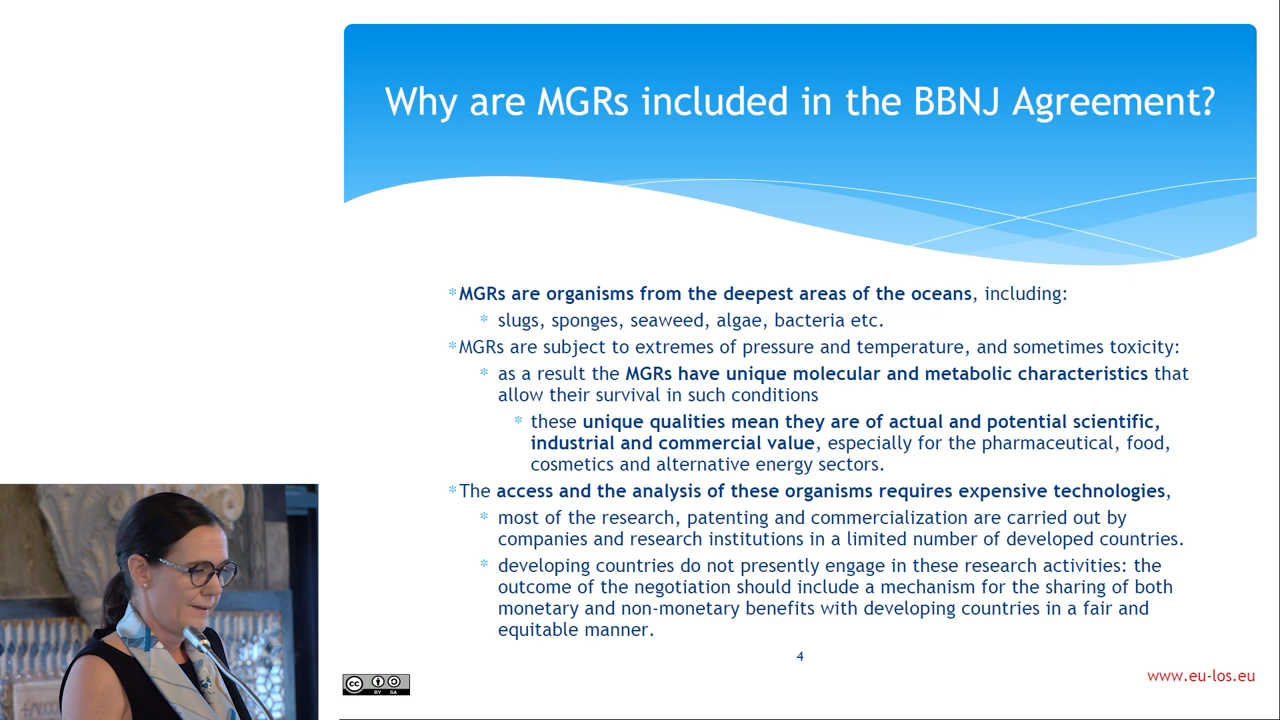 Why are MGRs included in the BBNJ Agreement?
*MGRs are organisms from the deepest areas of the oceans, including:
* slugs, sponges, seaweed, algae, bacteria etc.
*MGRs are subject to extremes of pressure and temperature, and sometimes toxicity:
* as a result the MGRs have unique molecular and metabolic characteristics that
allow their survival in such conditions
* these unique qualities mean they are of actual and potential scientific,
industrial and commercial value, especially for the pharmaceutical, food,
cosmetics and alternative energy sectors.
*The access and the analysis of these organisms requires expensive technologies,
* most of the research, patenting and commercialization are carried out by
companies and research institutions in a limited number of developed countries.
* developing countries do not presently engage in these research activities: the
outcome of the negotiation should include a mechanism for the sharing of both
monetary and non-monetary benefits with developing countries in a fair and
equitable manner.
4
www.eu-los.eu
cc BY SA